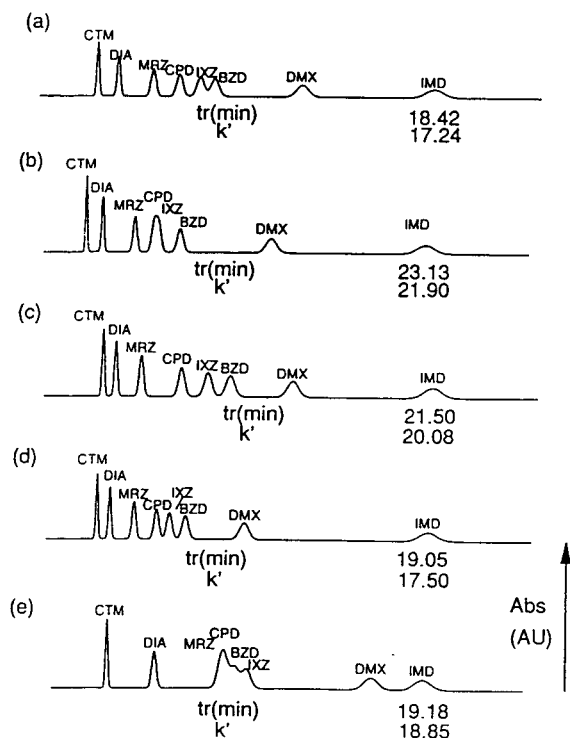 (a)
CTM
DIA
MRZ
CPD
IXZ
BZD
DMX
IMD
tr(min)
18.42
k'
17.24
(b)
CTM
DIA
MRZ
CPD
IXZ
BZD
DMX
IMD
tr(min)
23.13
k'
21.90
(c)
CTM
DIA
MRZ
CPD
IXZ
BZD
DMX
IMD
tr(min)
21.50
k'
20.08
(d)
CTM
DIA
MRZ
CPD
IXZ
BZD
DMX
IMD
tr(min)
19.05
k'
17.50
(e)
CTM
DIA
MRZ
CPD
BZD
IXZ
DMX
IMD
tr(min)
19.18
k'
18.85
Abs
(AU)